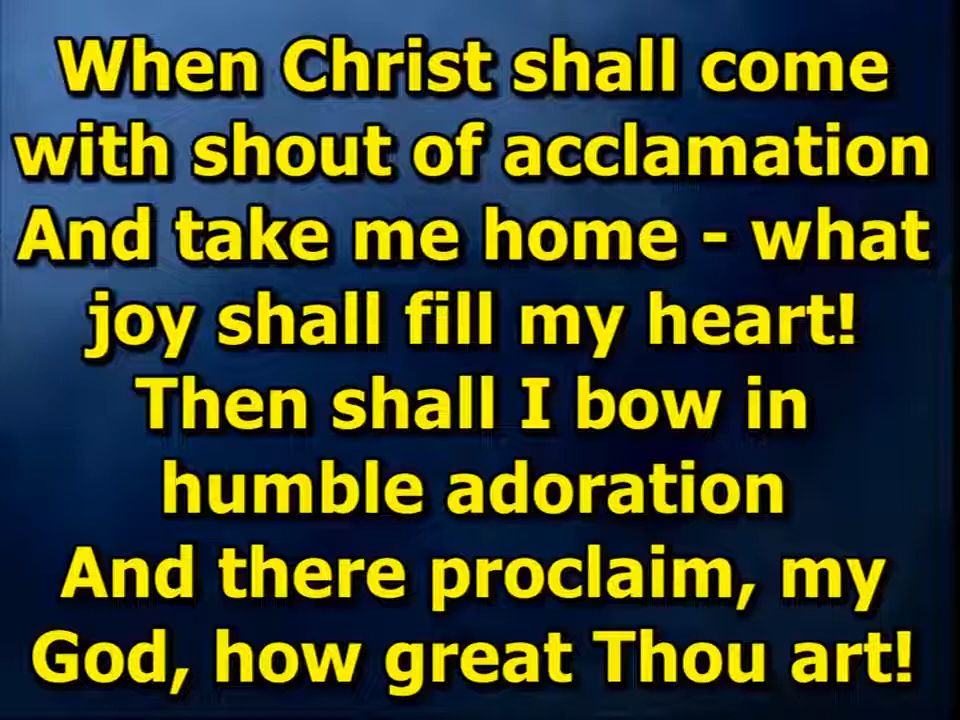 When Christ shall come
with shout of acclamation
And take me home - what
joy shall fill my heart!
Then shall I bow in
humble adoration
And there proclaim, my
God, how great Thou art!